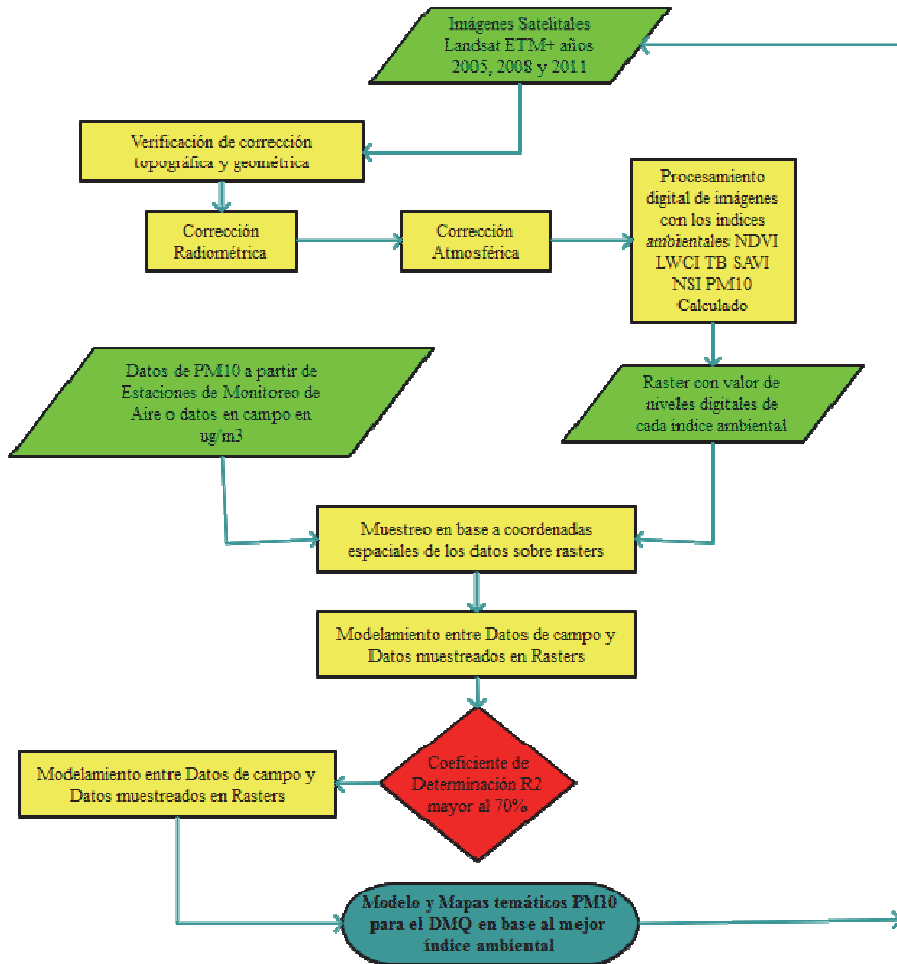 Imágenes Satelitales
Landsat ETM+ años
2005, 2008 y 2011
Verificación de corrección
topográfica y geométrica
Corrección
Radiométrica
Corrección
Atmosférica
Procesamiento
digital de imágenes
con los índices
ambientales NDVI
LWCI TB SAVI
NSI PM10
Calculado
Datos de PM10 a partir de
Estaciones de Monitoreo de
Aire o datos en campo en
ug/m3
Raster con valor de
niveles digitales de
cada índice ambiental
Muestreo en base a coordenadas
espaciales de los datos sobre rasters
Modelamiento entre Datos de campo y
Datos muestreados en Rasters
Coeficiente de
Determinación R2
mayor al 70%
Modelamiento entre Datos de campo y
Datos muestreados en Rasters
Modelo y Mapas temáticos PM10
para el DMQ en base al mejor
índice ambiental